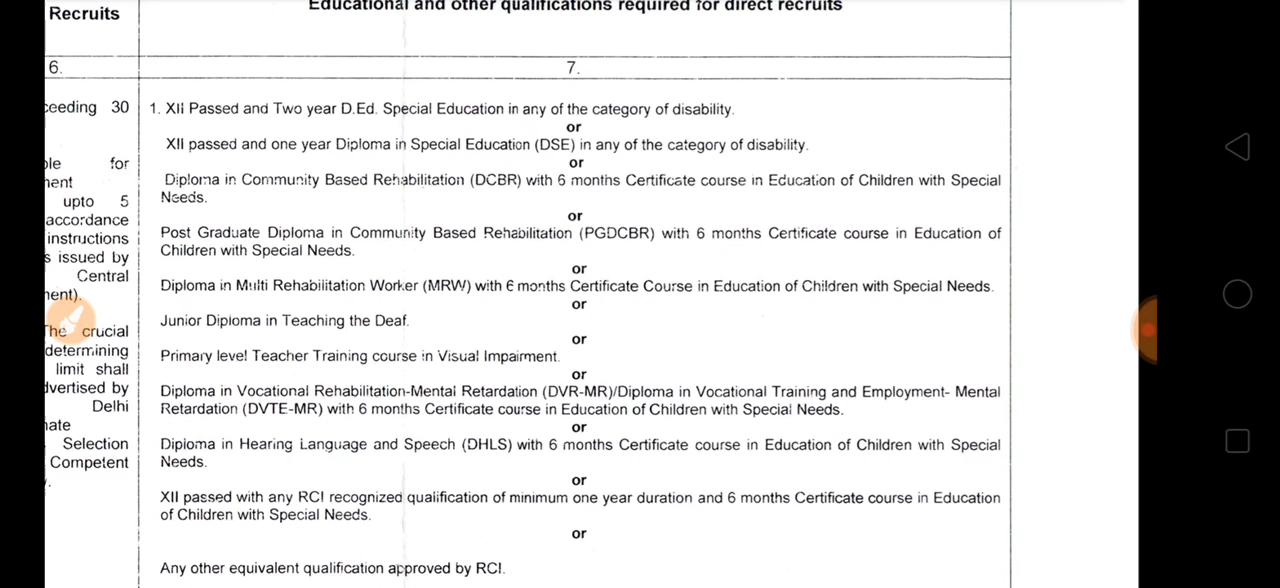 Recruits
Educational and other qualifications required for direct recruits
6.
7.
30
for
upto 5
accordance
instructions
s issued by
Central
crucial
determining
limit shall
by
Delhi
Selection
Competent
1. XII Passed and Two year D.Ed. Special Education in any of the category of disability.
or
XII passed and one year Diploma in Special Education (DSE) in any of the category of disability.
or
Diploma in Community Based Rehabilitation (DCBR) with 6 months Certificate course in Education of Children with Special
Needs.
or
Post Graduate Diploma in Community Based Rehabilitation (PGDCBR) with 6 months Certificate course in Education of
Children with Special Needs.
or
Diploma in Multi Rehabilitation Worker (MRW) with 6 months Certificate Course in Education of Children with Special Needs.
or
Junior Diploma in Teaching the Deaf.
or
Primary level Teacher Training course in Visual Impairment.
or
Diploma in Vocational Rehabilitation-Mental Retardation (DVR-MR)/Diploma in Vocational Training and Employment- Mental
Retardation (DVTE-MR) with 6 months Certificate course in Education of Children with Special Needs.
or
Diploma in Hearing Language and Speech (DHLS) with 6 months Certificate course in Education of Children with Special
Needs.
or
XII passed with any RCI recognized qualification of minimum one year duration and 6 months Certificate course in Education
of Children with Special Needs.
or
Any other equivalent qualification approved by RCI.